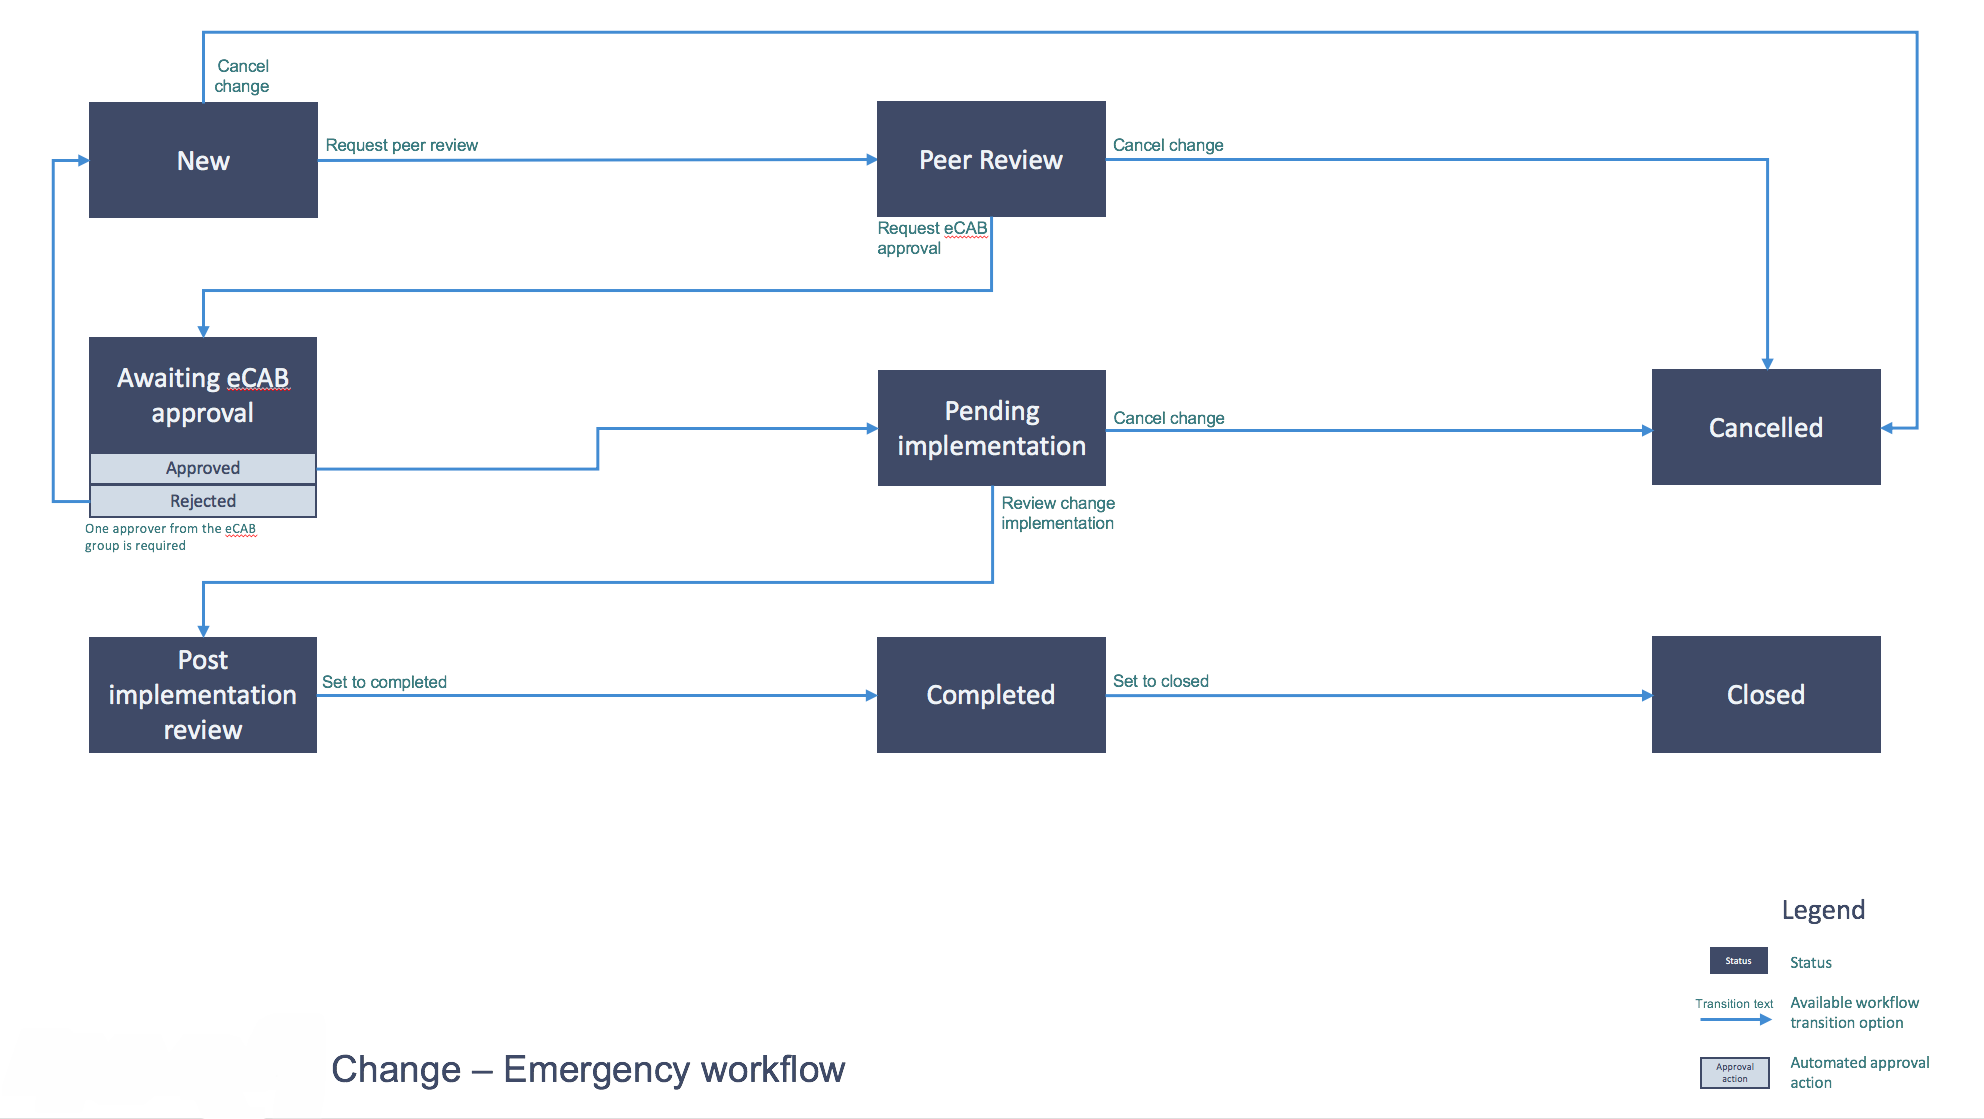 Cancel
change
New
Request peer review
Peer Review
Cancel change
Request eCAB
approval
Awaiting eCAB
approval
Approved
Rejected
One approver from the eCAB
group is required
Pending
implementation
Cancel change
Cancelled
Review change
implementation
Post
implementation
review
Set to completed
Completed
Set to closed
Closed
Legend
Status
Status
Transition text
Available workflow
transition option
Approval
action
Automated approval
action
Change – Emergency workflow